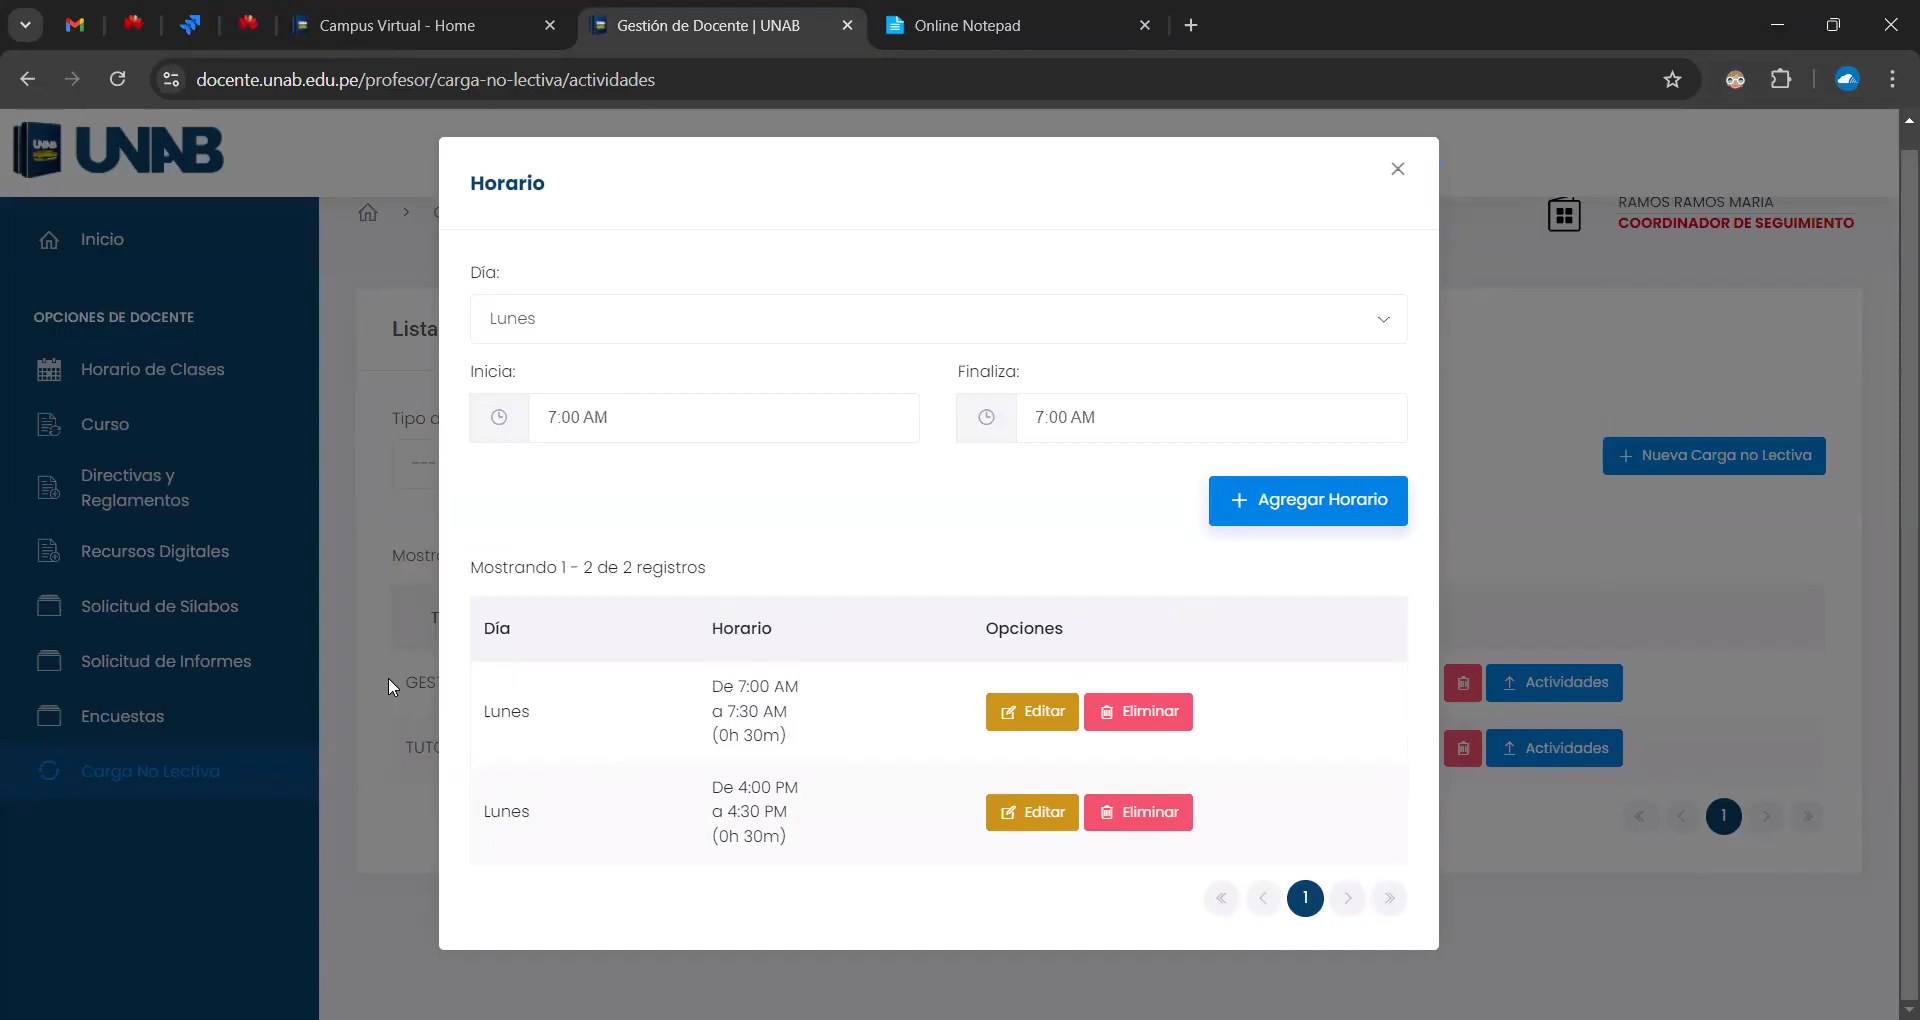 Campus Virtual - Home
Gestión de Docente | UNAB
Online Notepad
docente.unab.edu.pe/profesor/carga-no-lectiva/actividades
UNAB
UNAB
RAMOS RAMOS MARIA
COORDINADOR DE SEGUIMIENTO
Inicio
OPCIONES DE DOCENTE
Horario de Clases
Curso
Directivas y
Reglamentos
Recursos Digitales
Solicitud de Sílabos
Solicitud de Informes
Encuestas
Carga No Lectiva
Lista
Tipo d
---
Mostr
T
GEST
TUTO
Nueva Carga no Lectiva
Actividades
Actividades
1
Horario
Día:
Lunes
Inicia:
Finaliza:
7:00 AM
7:00 AM
Agregar Horario
Mostrando 1 - 2 de 2 registros
Día
Horario
Opciones
Lunes
De 7:00 AM
a 7:30 AM
(0h 30m)
Editar
Eliminar
Lunes
De 4:00 PM
a 4:30 PM
(0h 30m)
Editar
Eliminar
1